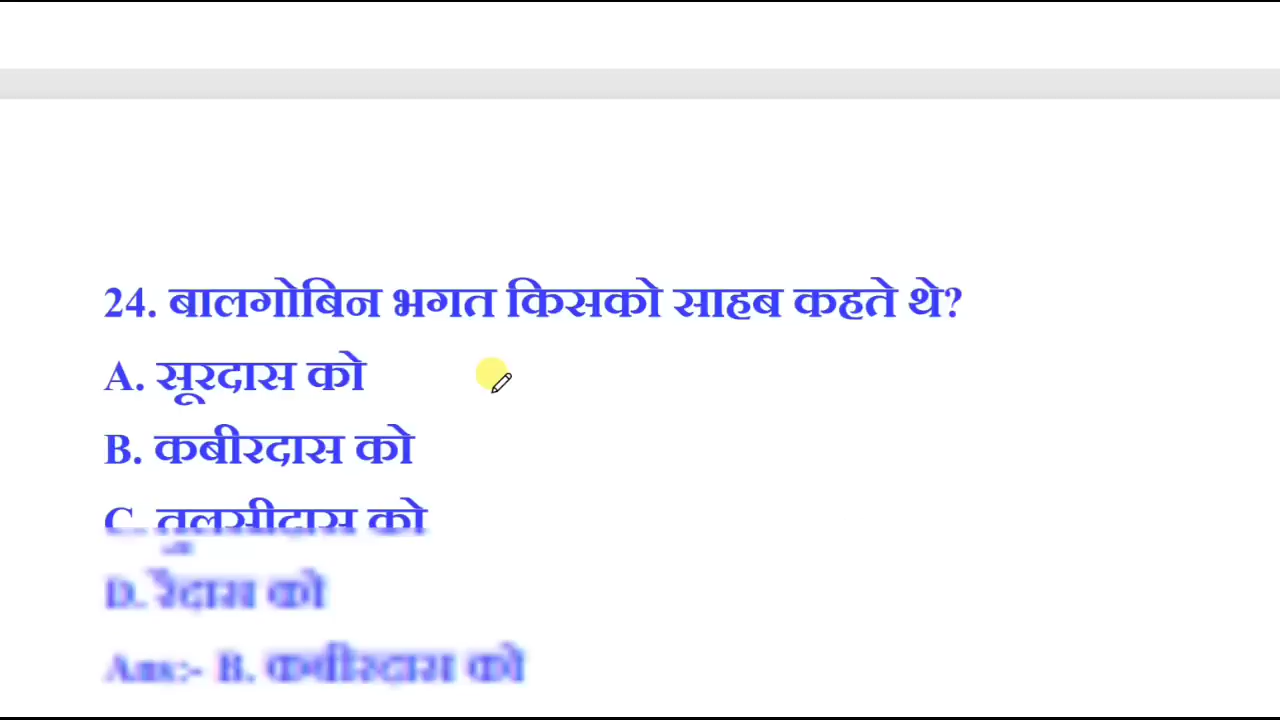 24. बालगोबिन भगत किसको साहब कहते थे?
A. सूरदास को
B. कबीरदास को
C. तुलसीदास को
D. रैदास को
Ans:- B. कबीरदास को